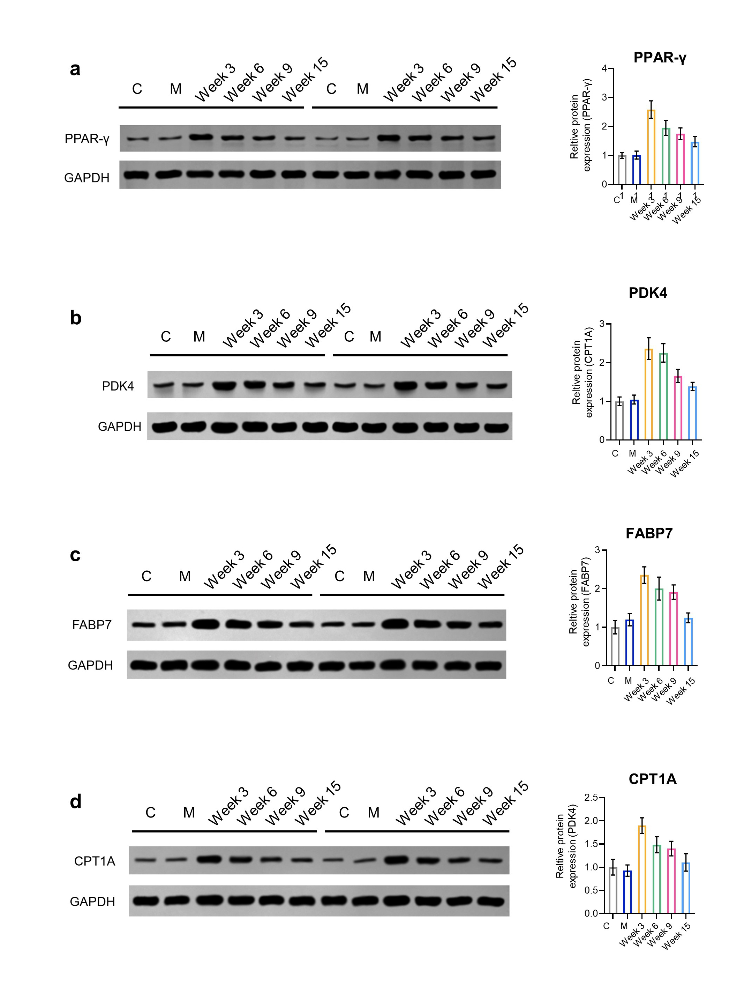 a
C M Week 3 Week 6 Week 9 Week 15 C M Week 3 Week 6 Week 9 Week 15
PPAR-γ
GAPDH
PPAR-γ
Reltive protein
expression (PPAR-γ)
4
3
2
1
0
1 1 1 1 1 1
C M Week 3 Week 6 Week 9 Week 15
b
C M Week 3 Week 6 Week 9 Week 15 C M Week 3 Week 6 Week 9 Week 15
PDK4
GAPDH
PDK4
Reltive protein
expression (CPT1A)
3
2
1
0
C M Week 3 Week 6 Week 9 Week 15
c
C M Week 3 Week 6 Week 9 Week 15 C M Week 3 Week 6 Week 9 Week 15
FABP7
GAPDH
FABP7
Reltive protein
expression (FABP7)
3
2
1
0
C M Week 3 Week 6 Week 9 Week 15
d
C M Week 3 Week 6 Week 9 Week 15 C M Week 3 Week 6 Week 9 Week 15
CPT1A
GAPDH
CPT1A
Reltive protein
expression (PDK4)
2.5
2.0
1.5
1.0
0.5
0.0
C M Week 3 Week 6 Week 9 Week 15